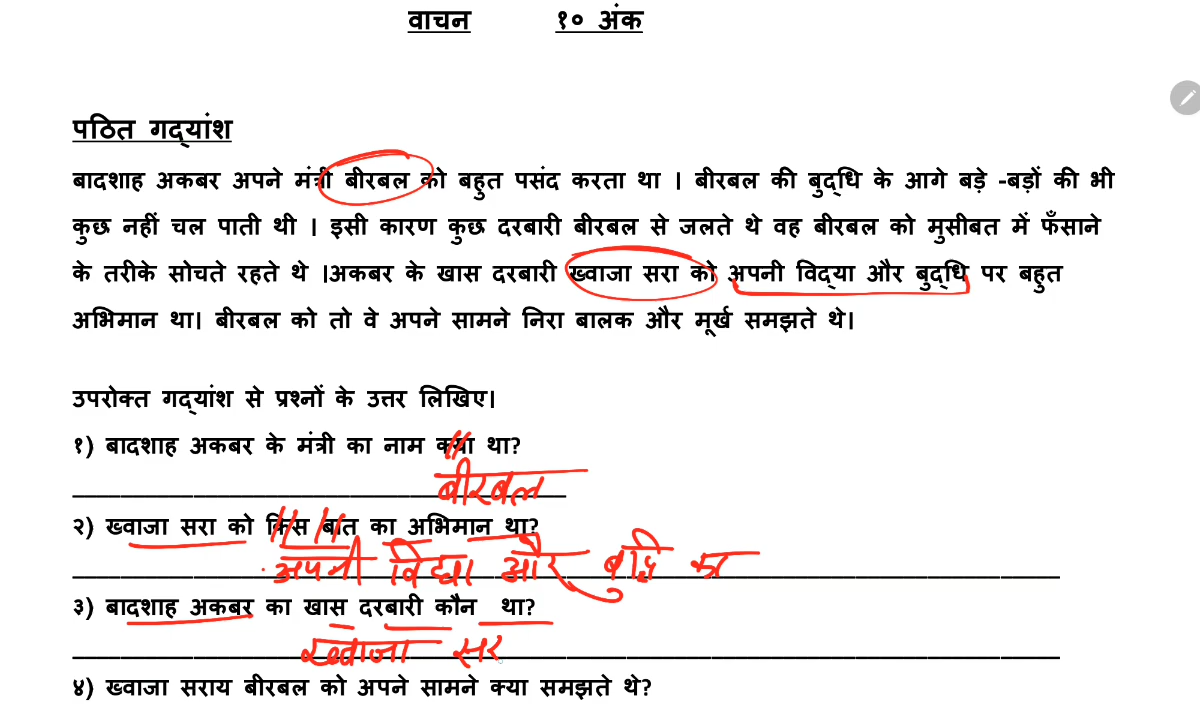 वाचन १० अंक
पठित गद्यांश
बादशाह अकबर अपने मंत्री बीरबल को बहुत पसंद करता था । बीरबल की बुद्धि के आगे बड़े -बड़ों की भी
कुछ नहीं चल पाती थी । इसी कारण कुछ दरबारी बीरबल से जलते थे वह बीरबल को मुसीबत में फँसाने
के तरीके सोचते रहते थे ।अकबर के खास दरबारी ख्वाजा सरा को अपनी विद्या और बुद्धि पर बहुत
अभिमान था। बीरबल को तो वे अपने सामने निरा बालक और मूर्ख समझते थे।
उपरोक्त गद्यांश से प्रश्नों के उत्तर लिखिए।
१) बादशाह अकबर के मंत्री का नाम क्या था?
बीरबल
२) ख्वाजा सरा को किस बात का अभिमान था?
अपनी विद्या और बुद्धि का
३) बादशाह अकबर का खास दरबारी कौन था?
ख्वाजा सर
४) ख्वाजा सराय बीरबल को अपने सामने क्या समझते थे?